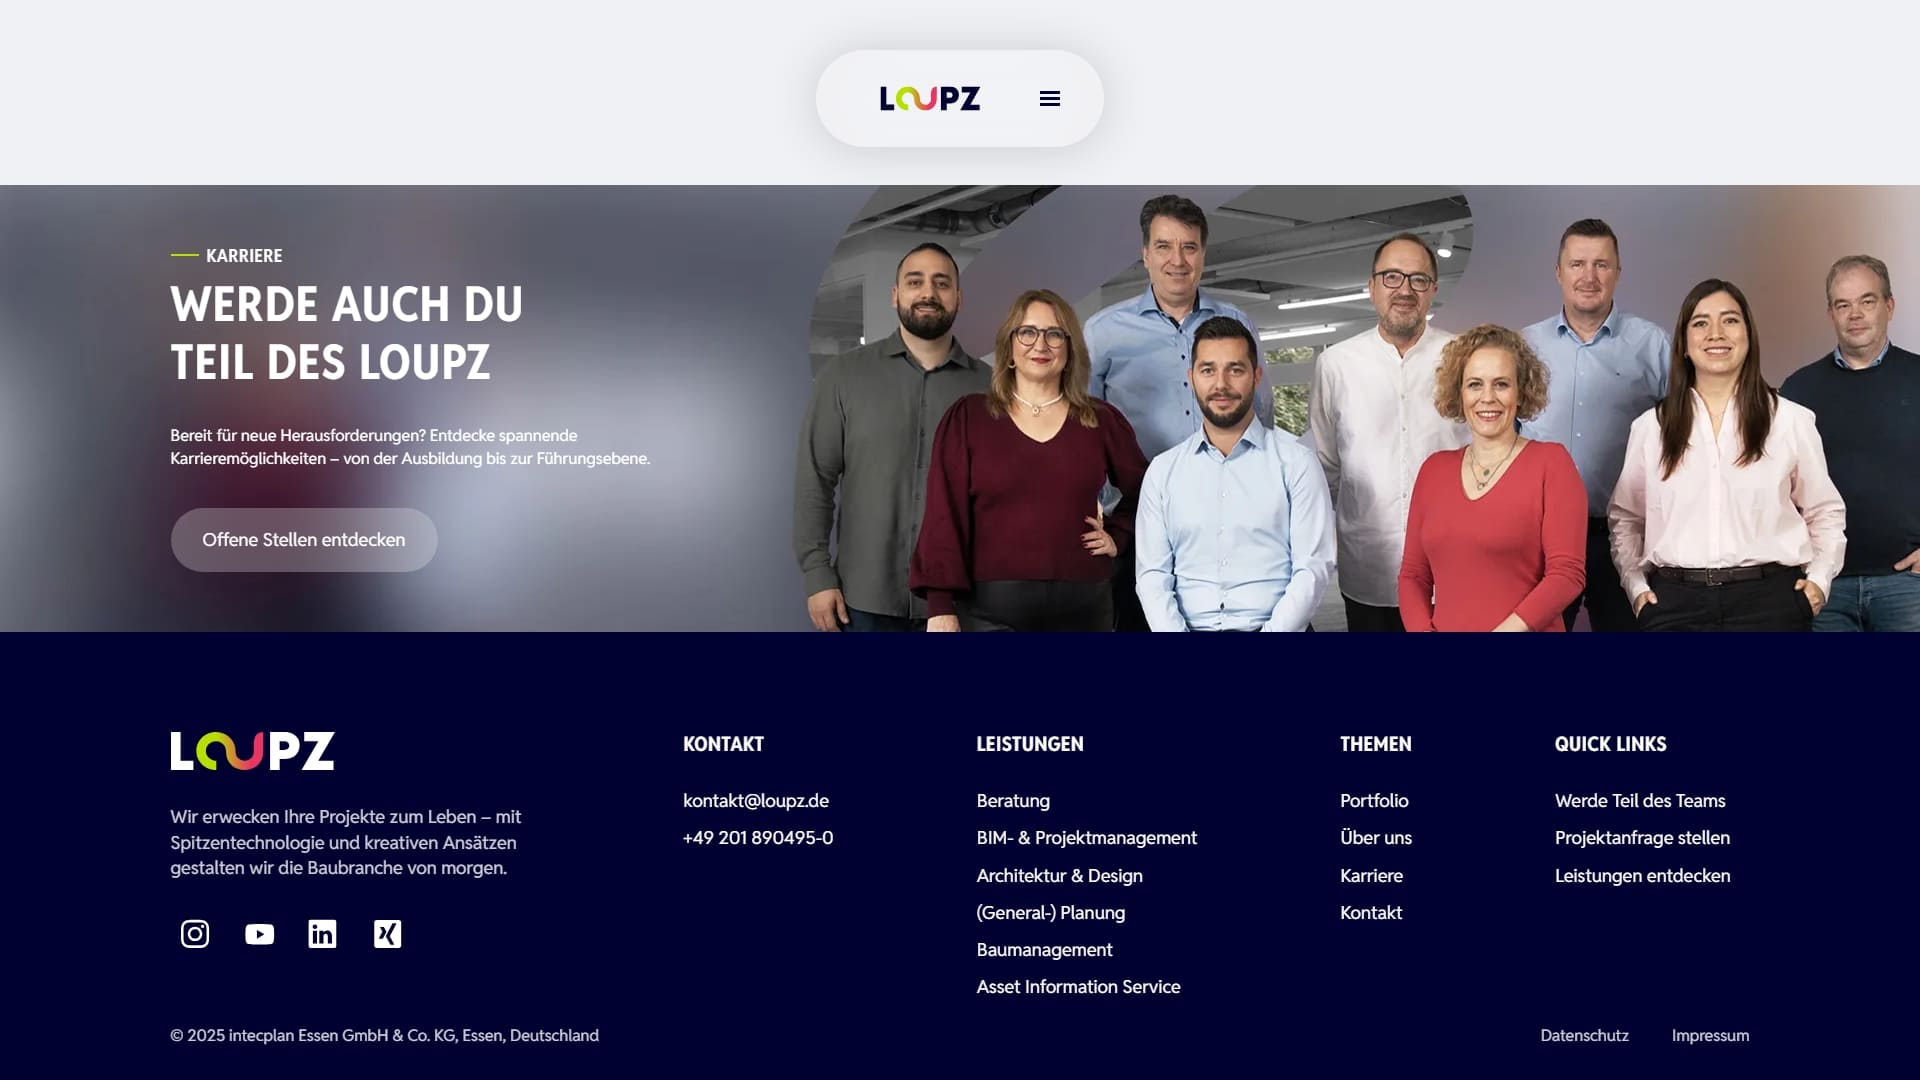 LOUPZ
KARRIERE
WERDE AUCH DU
TEIL DES LOUPZ
Bereit für neue Herausforderungen? Entdecke spannende
Karrieremöglichkeiten – von der Ausbildung bis zur Führungsebene.
Offene Stellen entdecken
LOUPZ
Wir erwecken Ihre Projekte zum Leben – mit
Spitzentechnologie und kreativen Ansätzen
gestalten wir die Baubranche von morgen.
KONTAKT
kontakt@loupz.de
+49 201 890495-0
LEISTUNGEN
Beratung
BIM- & Projektmanagement
Architektur & Design
(General-) Planung
Baumanagement
Asset Information Service
THEMEN
Portfolio
Über uns
Karriere
Kontakt
QUICK LINKS
Werde Teil des Teams
Projektanfrage stellen
Leistungen entdecken
© 2025 intecplan Essen GmbH & Co. KG, Essen, Deutschland
Datenschutz
Impressum